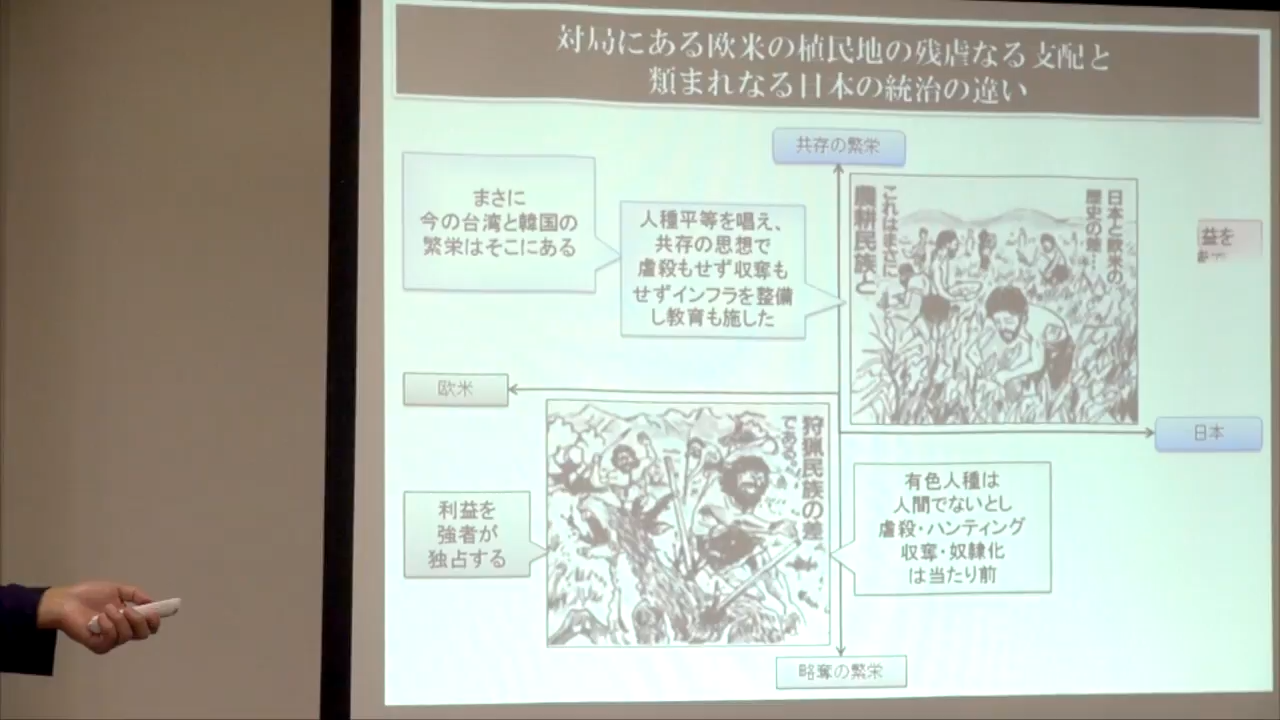 対局にある欧米の植民地の残虐なる支配と
類まれなる日本の統治の違い
共存の繁栄
まさに
今の台湾と韓国の
繁栄はそこにある
人種平等を唱え、
共存の思想で
虐殺もせず収奪も
せずインフラを整備
し教育も施した
日本と欧米の
歴史の差…
これはまさに
農耕民族と
益を
欧米
日本
狩猟民族の差
である。
利益を
強者が
独占する
有色人種は
人間でないとし
虐殺・ハンティング
収奪・奴隷化
は当たり前
略奪の繁栄